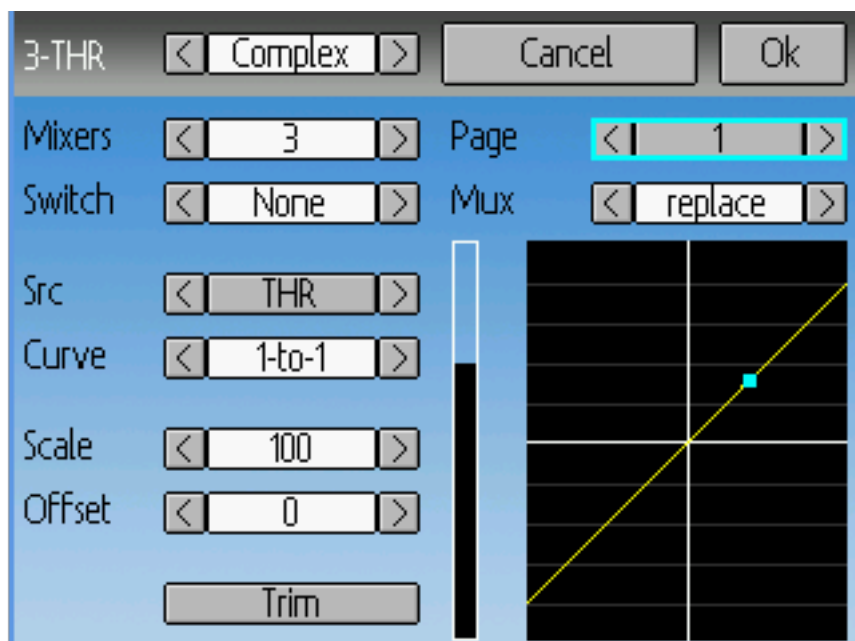 3-THR < Complex > Cancel Ok
Mixers < 3 > Page < 1 >
Switch < None > Mux < replace >
Src < THR >
Curve < 1-to-1 >
Scale < 100 >
Offset < 0 >
Trim